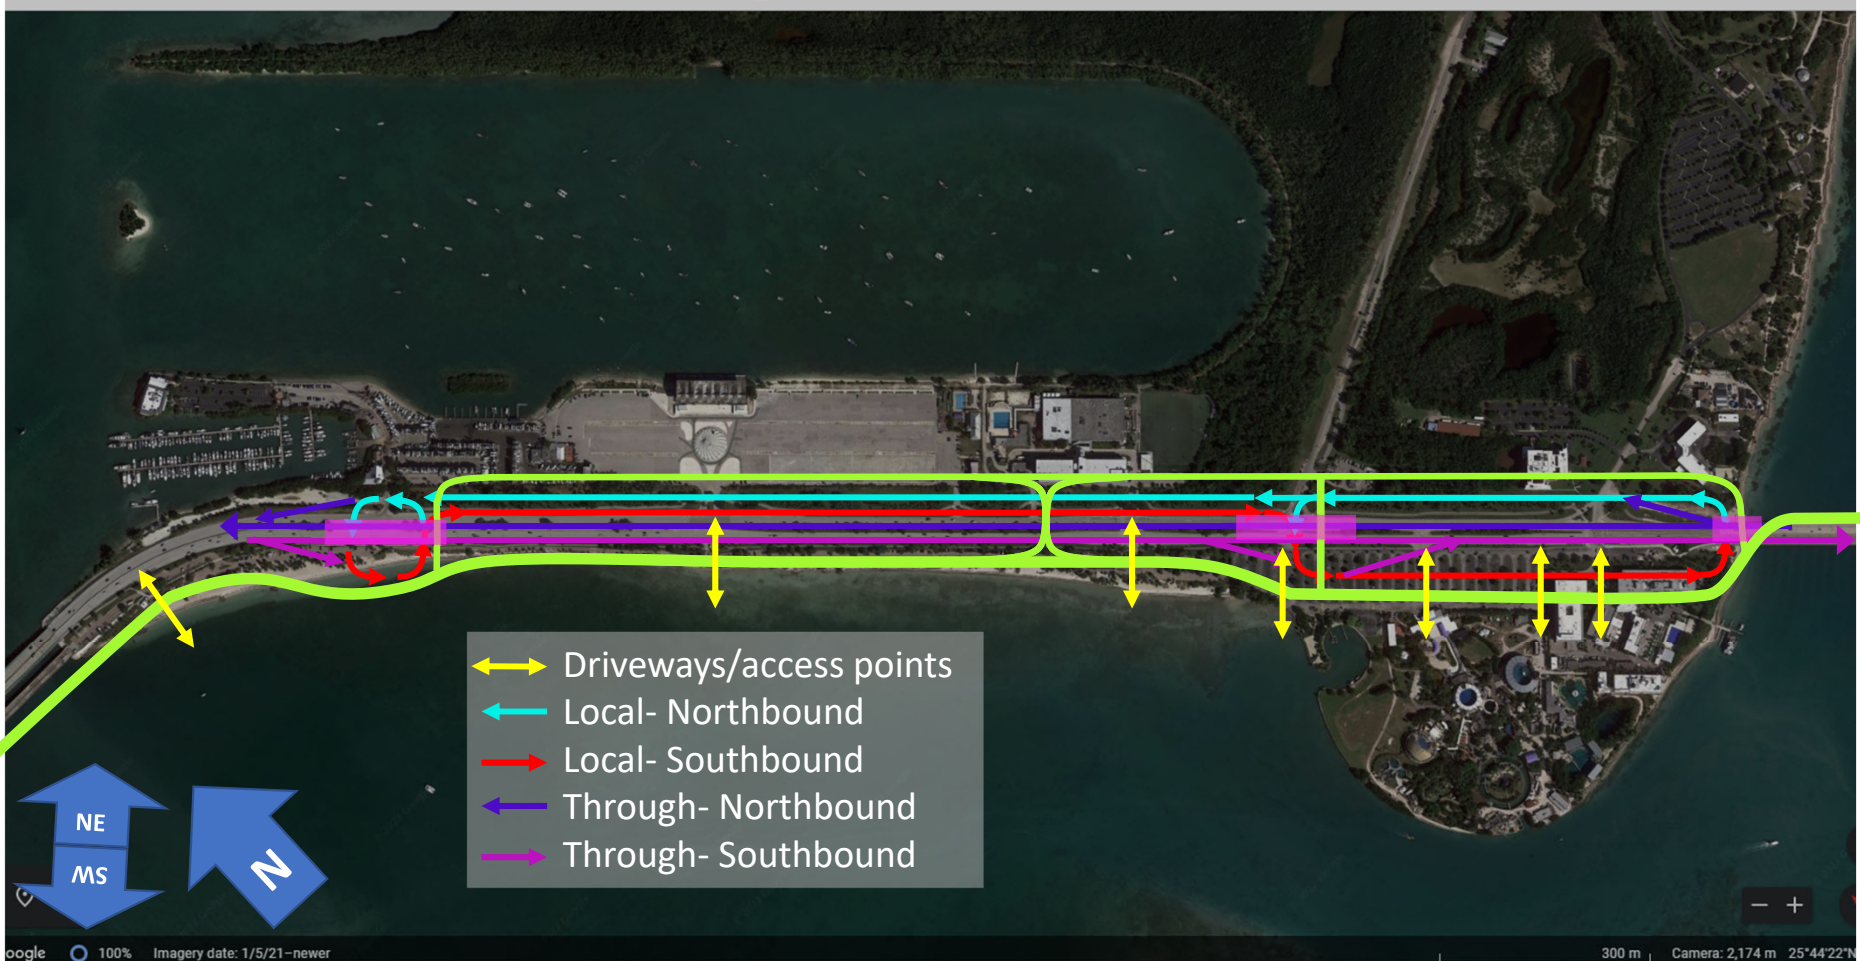 Driveways/access points
Local- Northbound
Local- Southbound
Through- Northbound
Through- Southbound
NE
SW
N
oogle 100% Imagery date: 1/5/21–newer 300 m Camera: 2,174 m 25°44'22"N